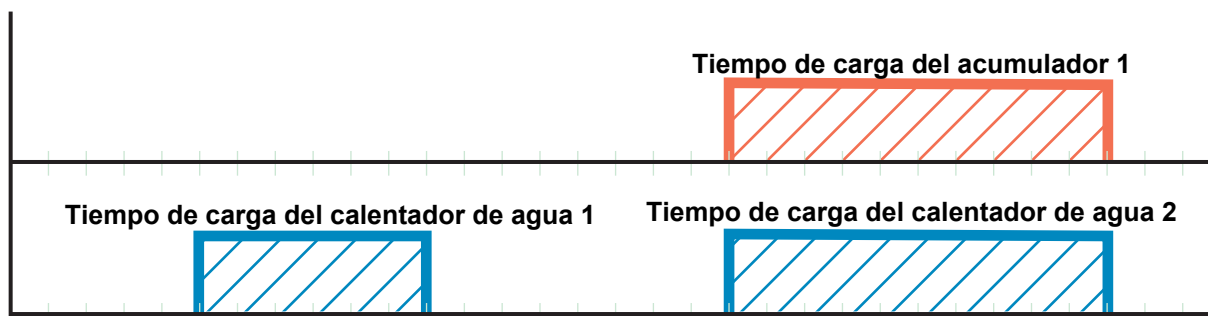 Tiempo de carga del acumulador 1
Tiempo de carga del calentador de agua 1
Tiempo de carga del calentador de agua 2